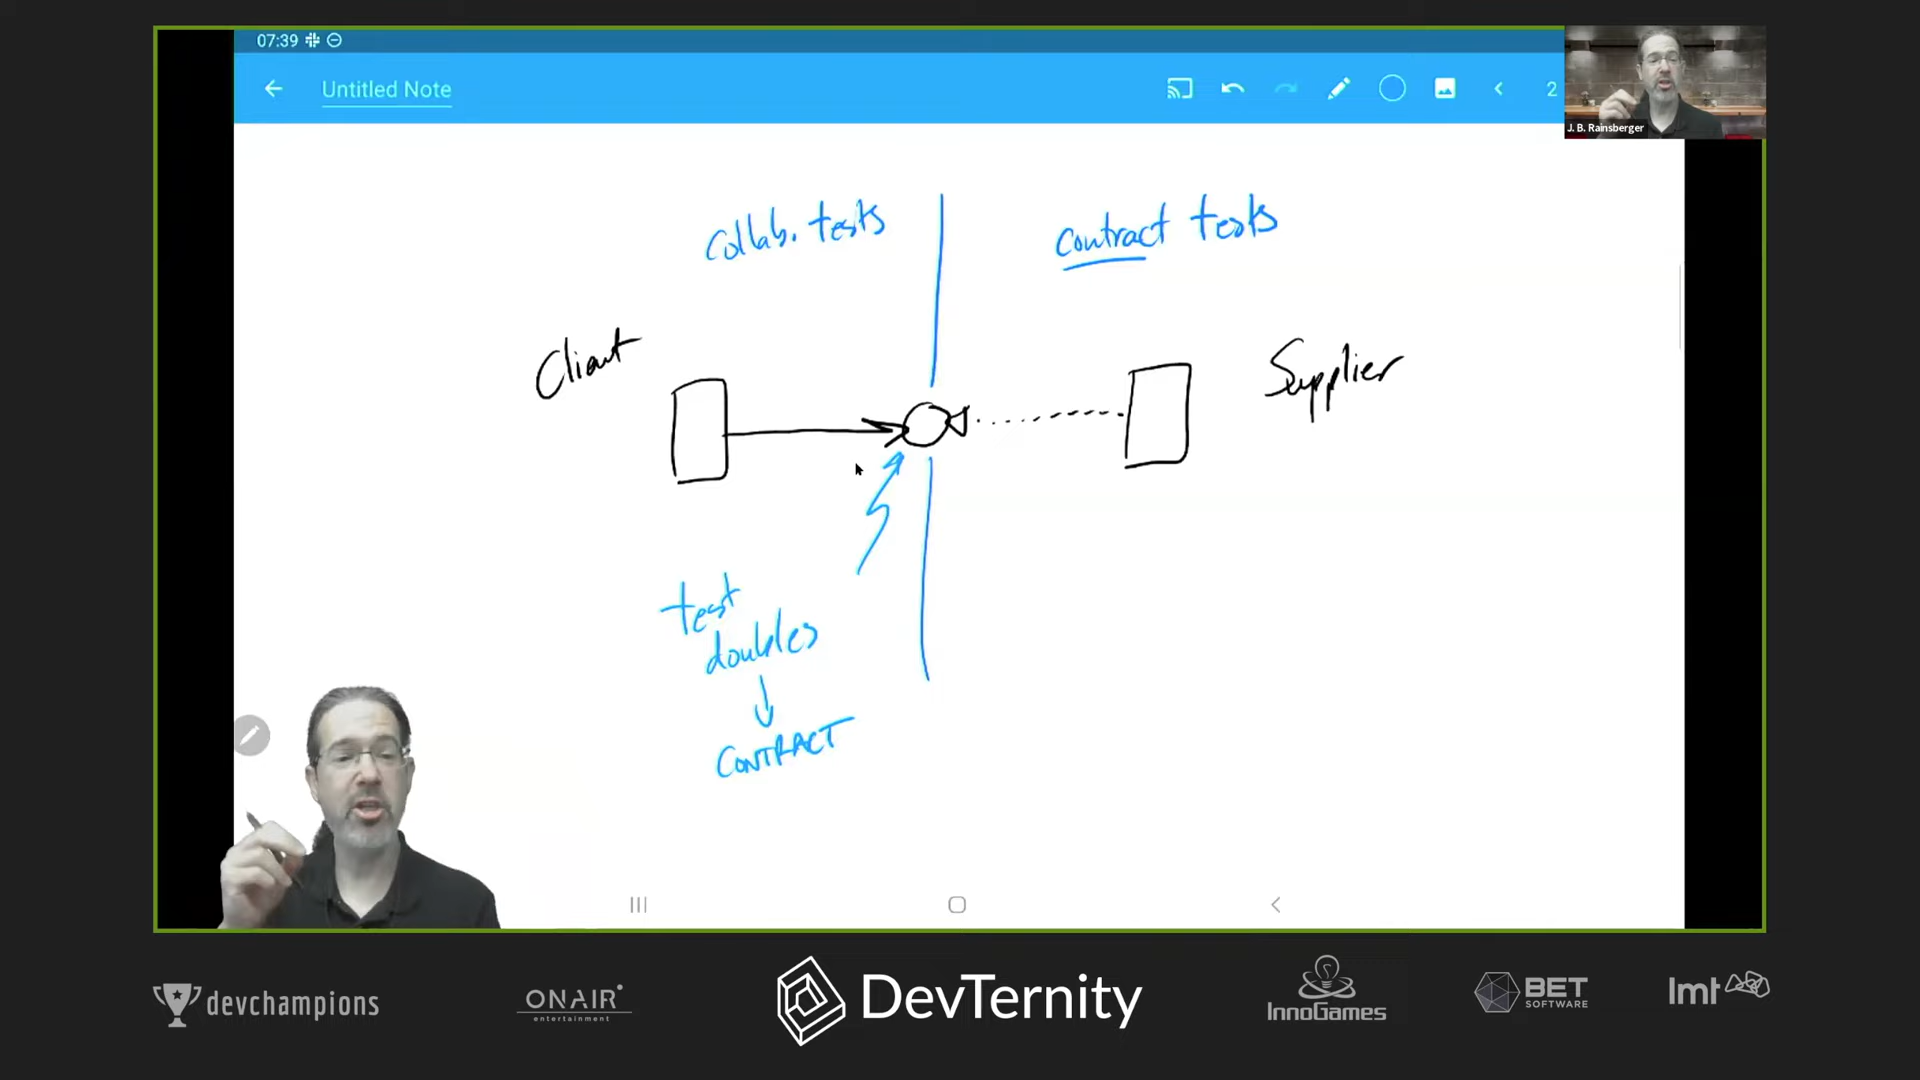 07:39
Untitled Note
2
J. B. Rainsberger
collab. tests
contract tests
Client
Supplier
test
doubles
CONTRACT
devchampions
ONAIR
entertainment
DevTernity
InnoGames
BET
SOFTWARE
lmt